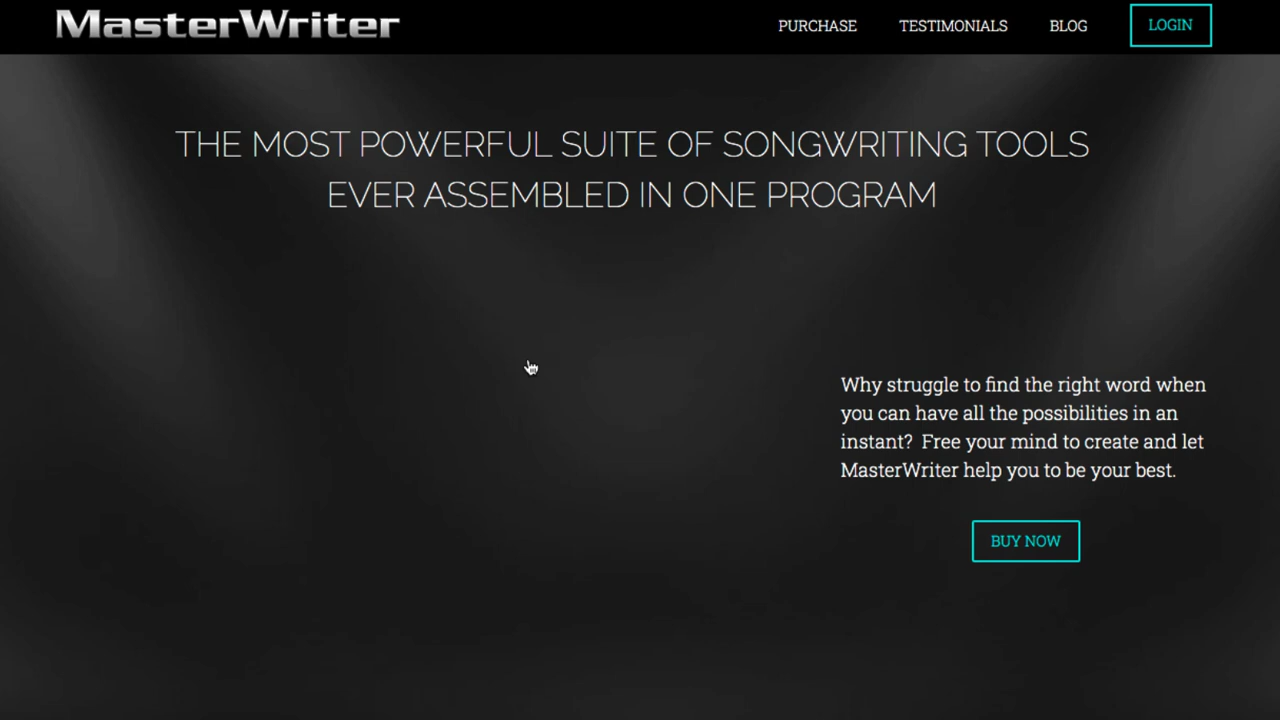 MasterWriter
PURCHASE
TESTIMONIALS
BLOG
LOGIN
THE MOST POWERFUL SUITE OF SONGWRITING TOOLS
EVER ASSEMBLED IN ONE PROGRAM
Why struggle to find the right word when
you can have all the possibilities in an
instant?  Free your mind to create and let
MasterWriter help you to be your best.
BUY NOW